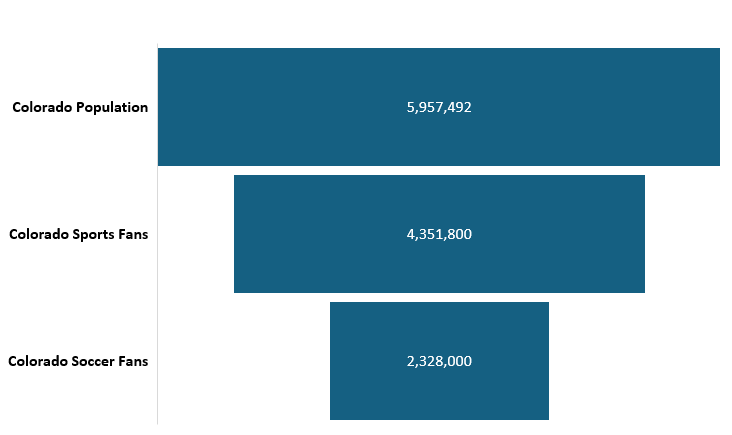 Colorado Population
5,957,492
Colorado Sports Fans
4,351,800
Colorado Soccer Fans
2,328,000